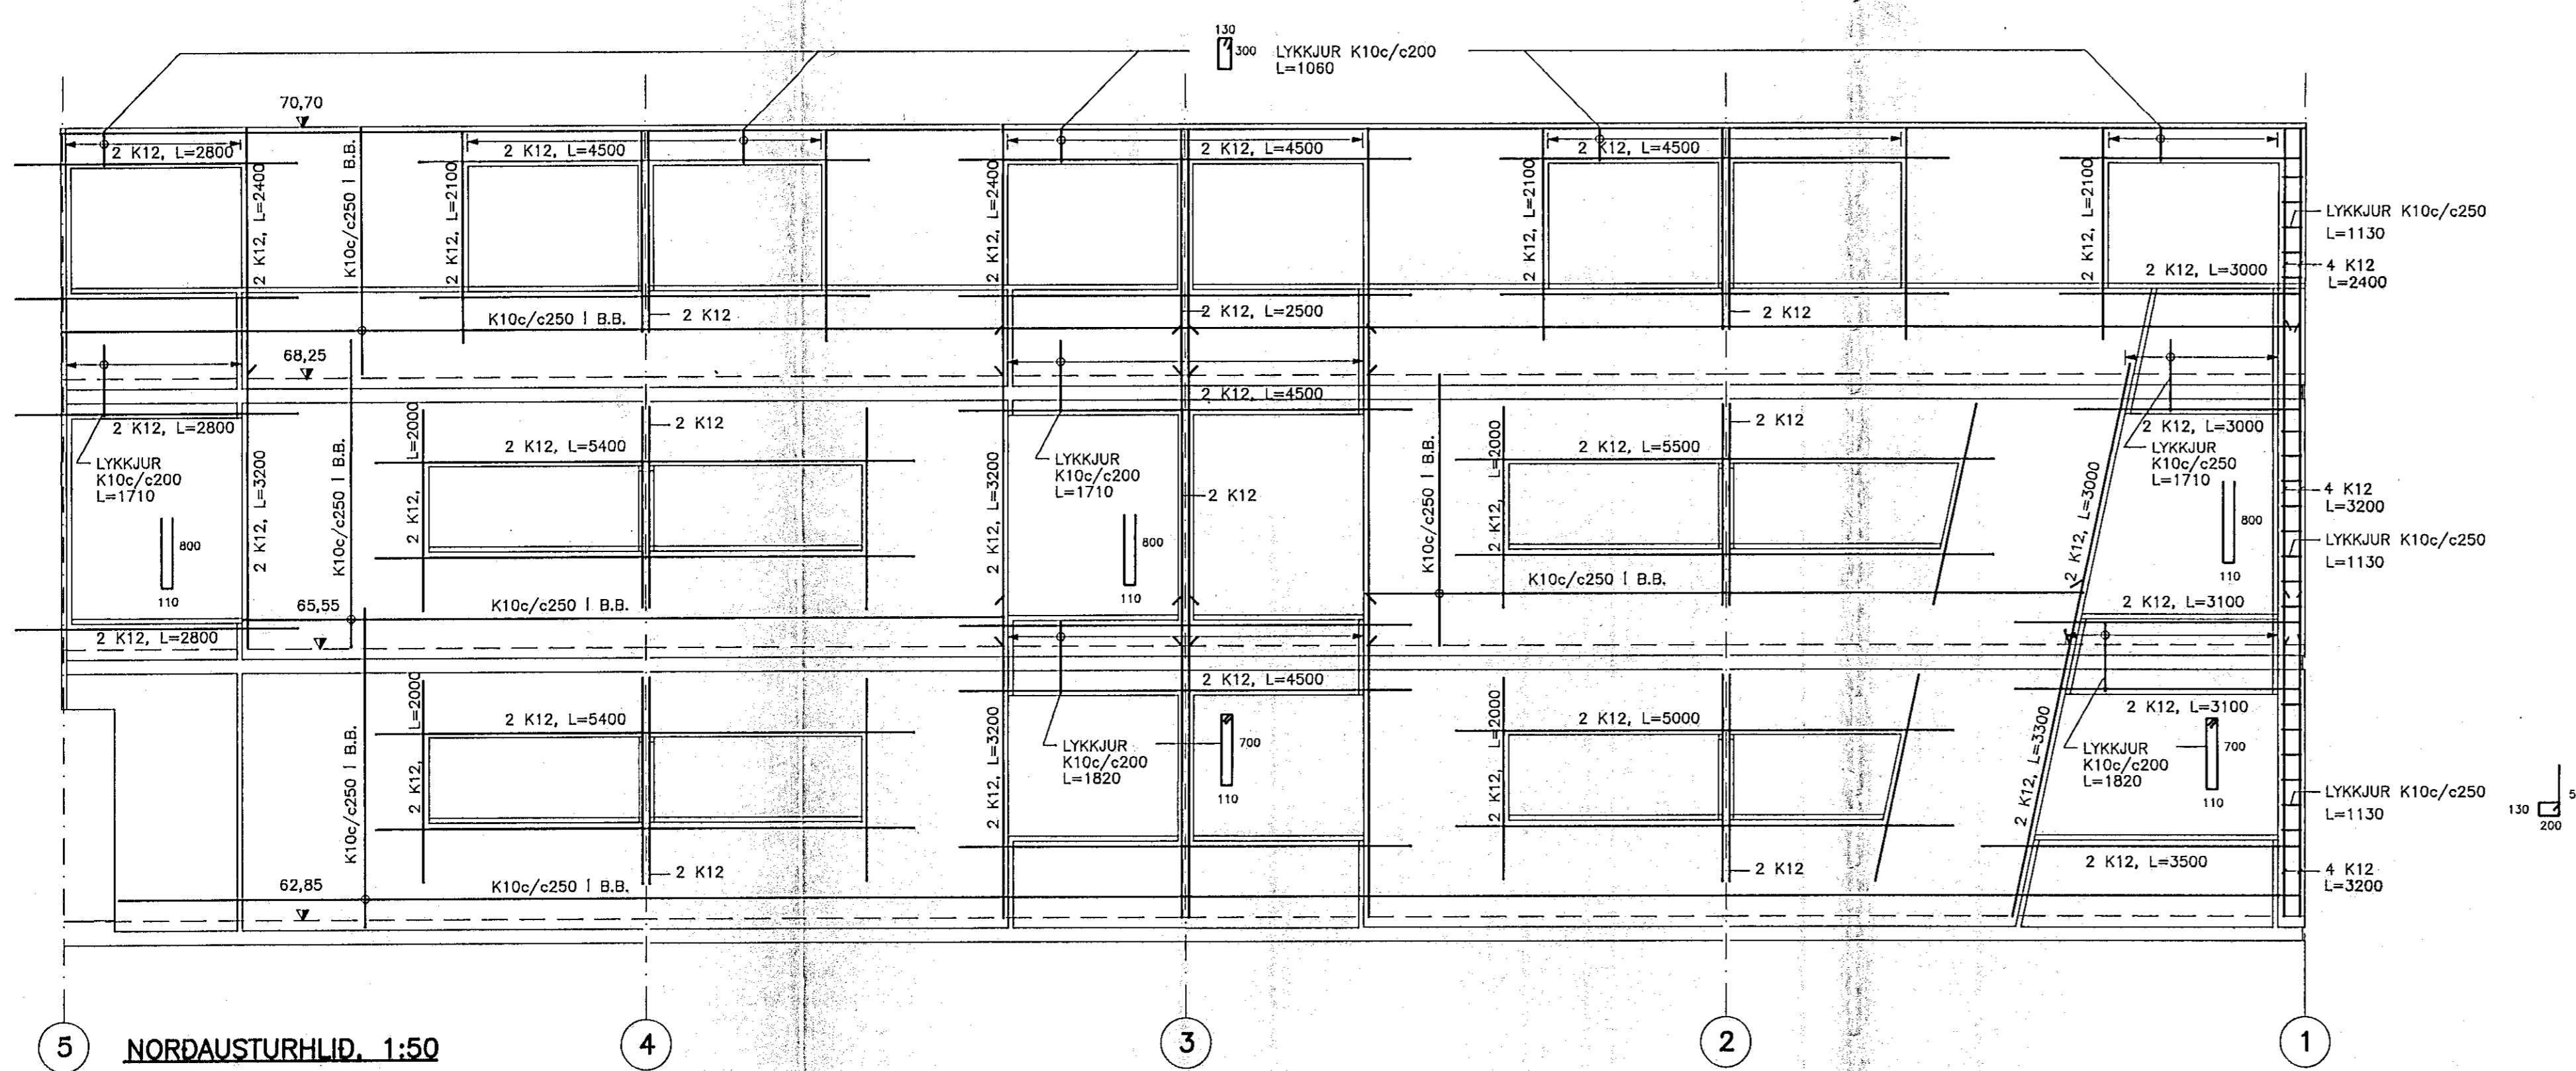 130
300
LYKKJUR K10c/c200
L=1060
70,70
2 K12, L=2800
2 K12, L=4500
2 K12, L=4500
2 K12, L=4500
2 K12, L=2400
K10c/c250 I B.B.
2 K12, L=2100
2 K12, L=2400
2 K12, L=2100
2 K12, L=2100
LYKKJUR K10c/c250
L=1130
2 K12, L=3000
4 K12
L=2400
K10c/c250 I B.B.
2 K12
2 K12, L=2500
2 K12
68,25
2 K12, L=4500
2 K12, L=2800
2 K12
2 K12
2 K12, L=3000
LYKKJUR
K10c/c200
L=1710
800
110
2 K12, L=3200
K10c/c250 I B.B.
2 K12, L=2000
2 K12, L=5400
2 K12, L=3200
LYKKJUR
K10c/c200
L=1710
800
110
2 K12
K10c/c250 I B.B.
2 K12, L=2000
2 K12, L=5500
2 K12, L=3000
LYKKJUR
K10c/c250
L=1710
800
110
4 K12
L=3200
LYKKJUR K10c/c250
L=1130
K10c/c250 I B.B.
65,55
K10c/c250 I B.B.
2 K12, L=3100
2 K12, L=2800
2 K12, L=4500
2 K12, L=3100
K10c/c250 I B.B.
2 K12, L=2000
2 K12, L=5400
2 K12, L=3200
LYKKJUR
K10c/c200
L=1820
700
110
2 K12, L=2000
2 K12, L=5000
2 K12, L=3300
LYKKJUR
K10c/c200
L=1820
700
110
LYKKJUR K10c/c250
L=1130
130
200
5
62,85
K10c/c250 I B.B.
2 K12
2 K12
2 K12, L=3500
4 K12
L=3200
5
NORÐAUSTURHLIÐ, 1:50
4
3
2
1